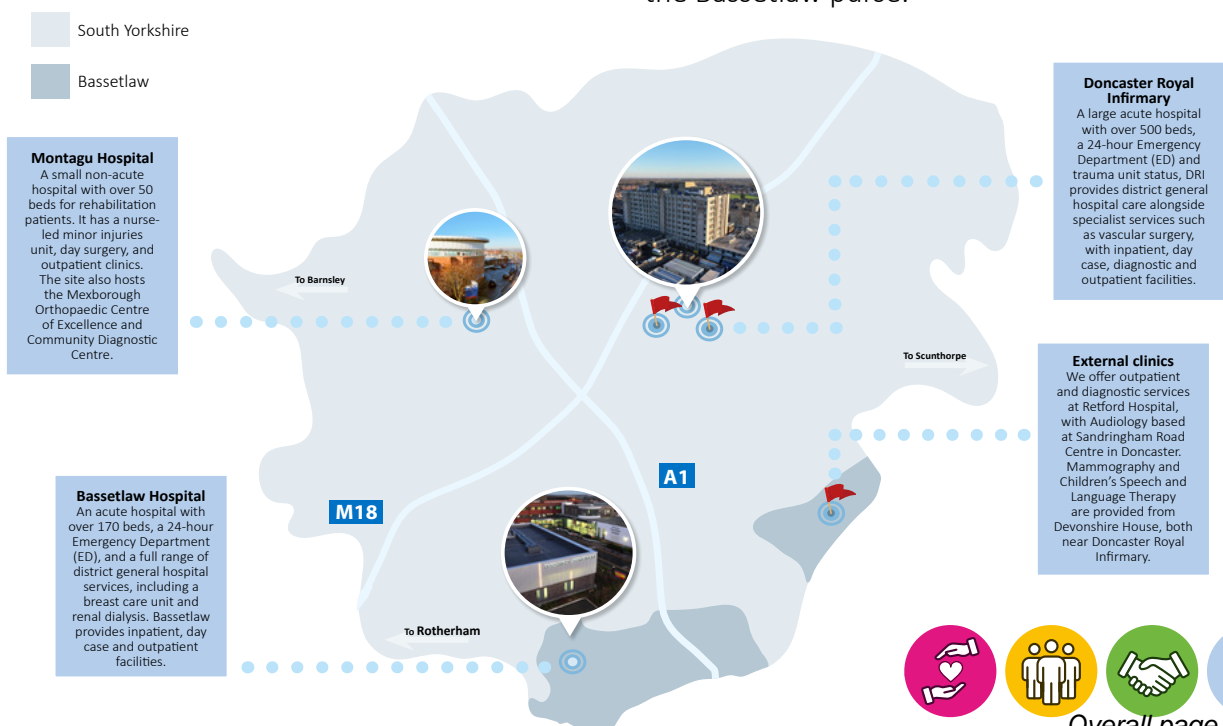 the Bassetlaw purse.
South Yorkshire
Bassetlaw
Montagu Hospital
A small non-acute
hospital with over 50
beds for rehabilitation
patients. It has a nurse-
led minor injuries
unit, day surgery, and
outpatient clinics.
The site also hosts
the Mexborough
Orthopaedic Centre
of Excellence and
Community Diagnostic
Centre.
Doncaster Royal
Infirmary
A large acute hospital
with over 500 beds,
a 24-hour Emergency
Department (ED) and
trauma unit status, DRI
provides district general
hospital care alongside
specialist services such
as vascular surgery,
with inpatient, day
case, diagnostic and
outpatient facilities.
To Barnsley
To Scunthorpe
External clinics
We offer outpatient
and diagnostic services
at Retford Hospital,
with Audiology based
at Sandringham Road
Centre in Doncaster.
Mammography and
Children's Speech and
Language Therapy
are provided from
Devonshire House, both
near Doncaster Royal
Infirmary.
A1
M18
Bassetlaw Hospital
An acute hospital with
over 170 beds, a 24-hour
Emergency Department
(ED), and a full range of
district general hospital
services, including a
breast care unit and
renal dialysis. Bassetlaw
provides inpatient, day
case and outpatient
facilities.
To Rotherham
Overall page